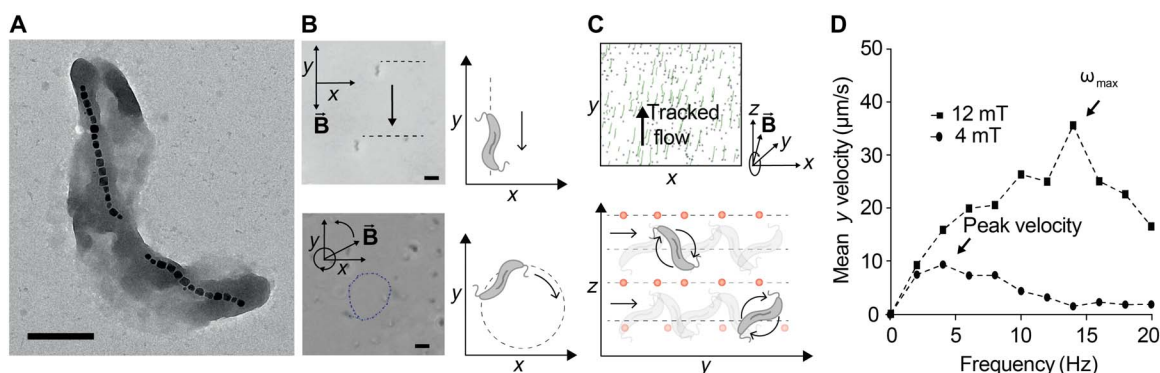 A
B
y
x
B
y
x
y
x
B
y
x
C
y
Tracked
flow
x
z
B
y
x
z
y
D
Mean y velocity (μm/s)
50
40
30
20
10
0
ω max
12 mT
4 mT
Peak velocity
0
5
10
15
20
Frequency (Hz)